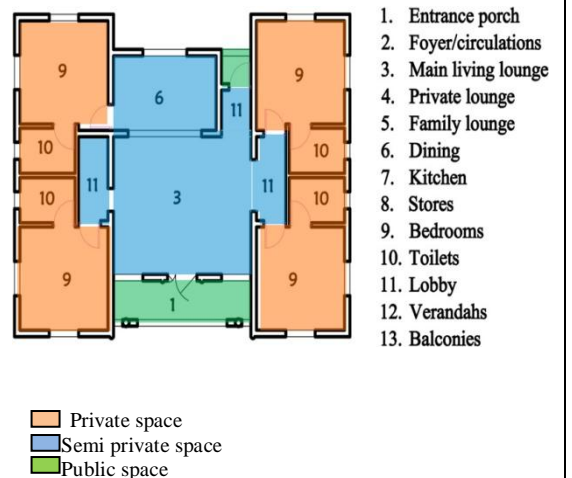 9
9
6
11
10
10
11
11
3
10
10
9
9
1
1. Entrance porch
2. Foyer/circulations
3. Main living lounge
4. Private lounge
5. Family lounge
6. Dining
7. Kitchen
8. Stores
9. Bedrooms
10. Toilets
11. Lobby
12. Verandahs
13. Balconies
Private space
Semi private space
Public space